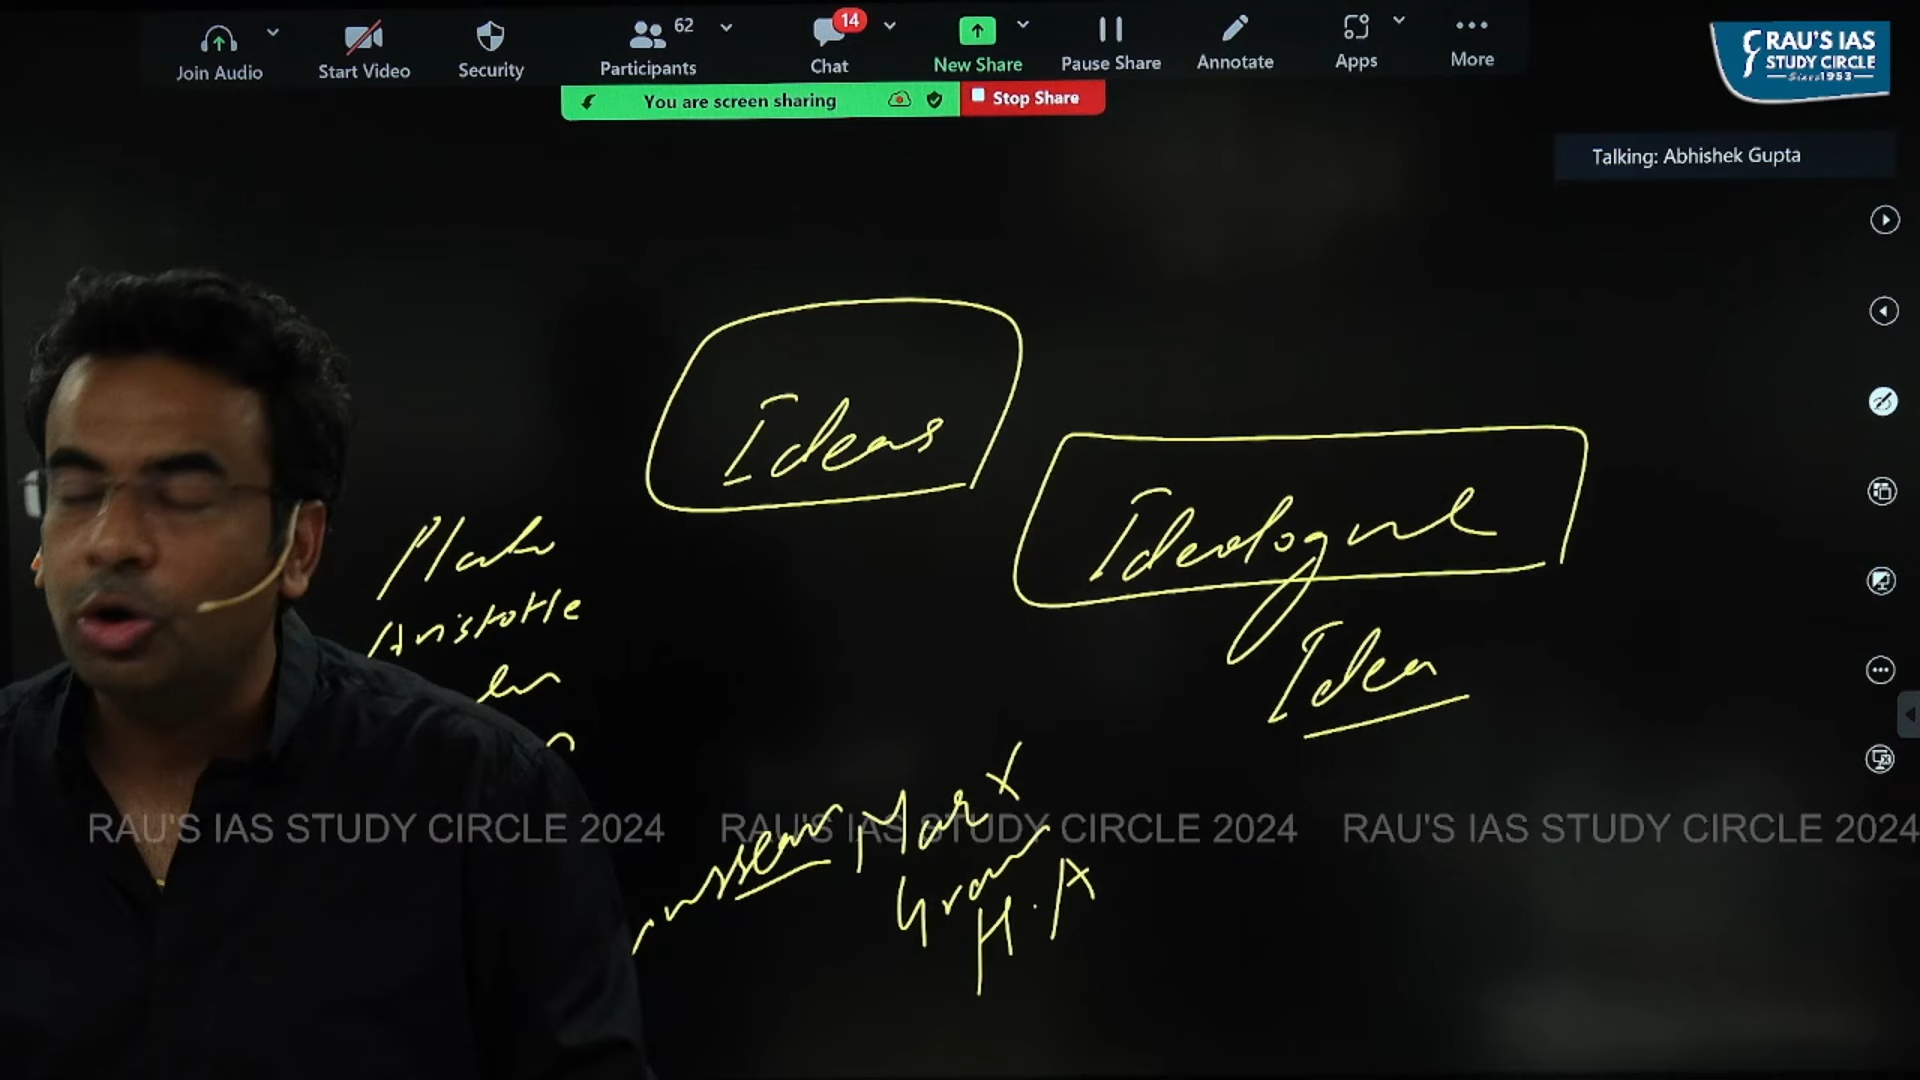 Join Audio
Start Video
Security
62
Participants
14
Chat
New Share
Pause Share
Annotate
Apps
More
You are screen sharing
Stop Share
RAU'S IAS
STUDY CIRCLE
Since 1953
Talking: Abhishek Gupta
Ideas
Ideologue
Idea
Plato
Aristotle
Marx
H.A
RAU'S IAS STUDY CIRCLE 2024 RAU'S IAS STUDY CIRCLE 2024 RAU'S IAS STUDY CIRCLE 2024